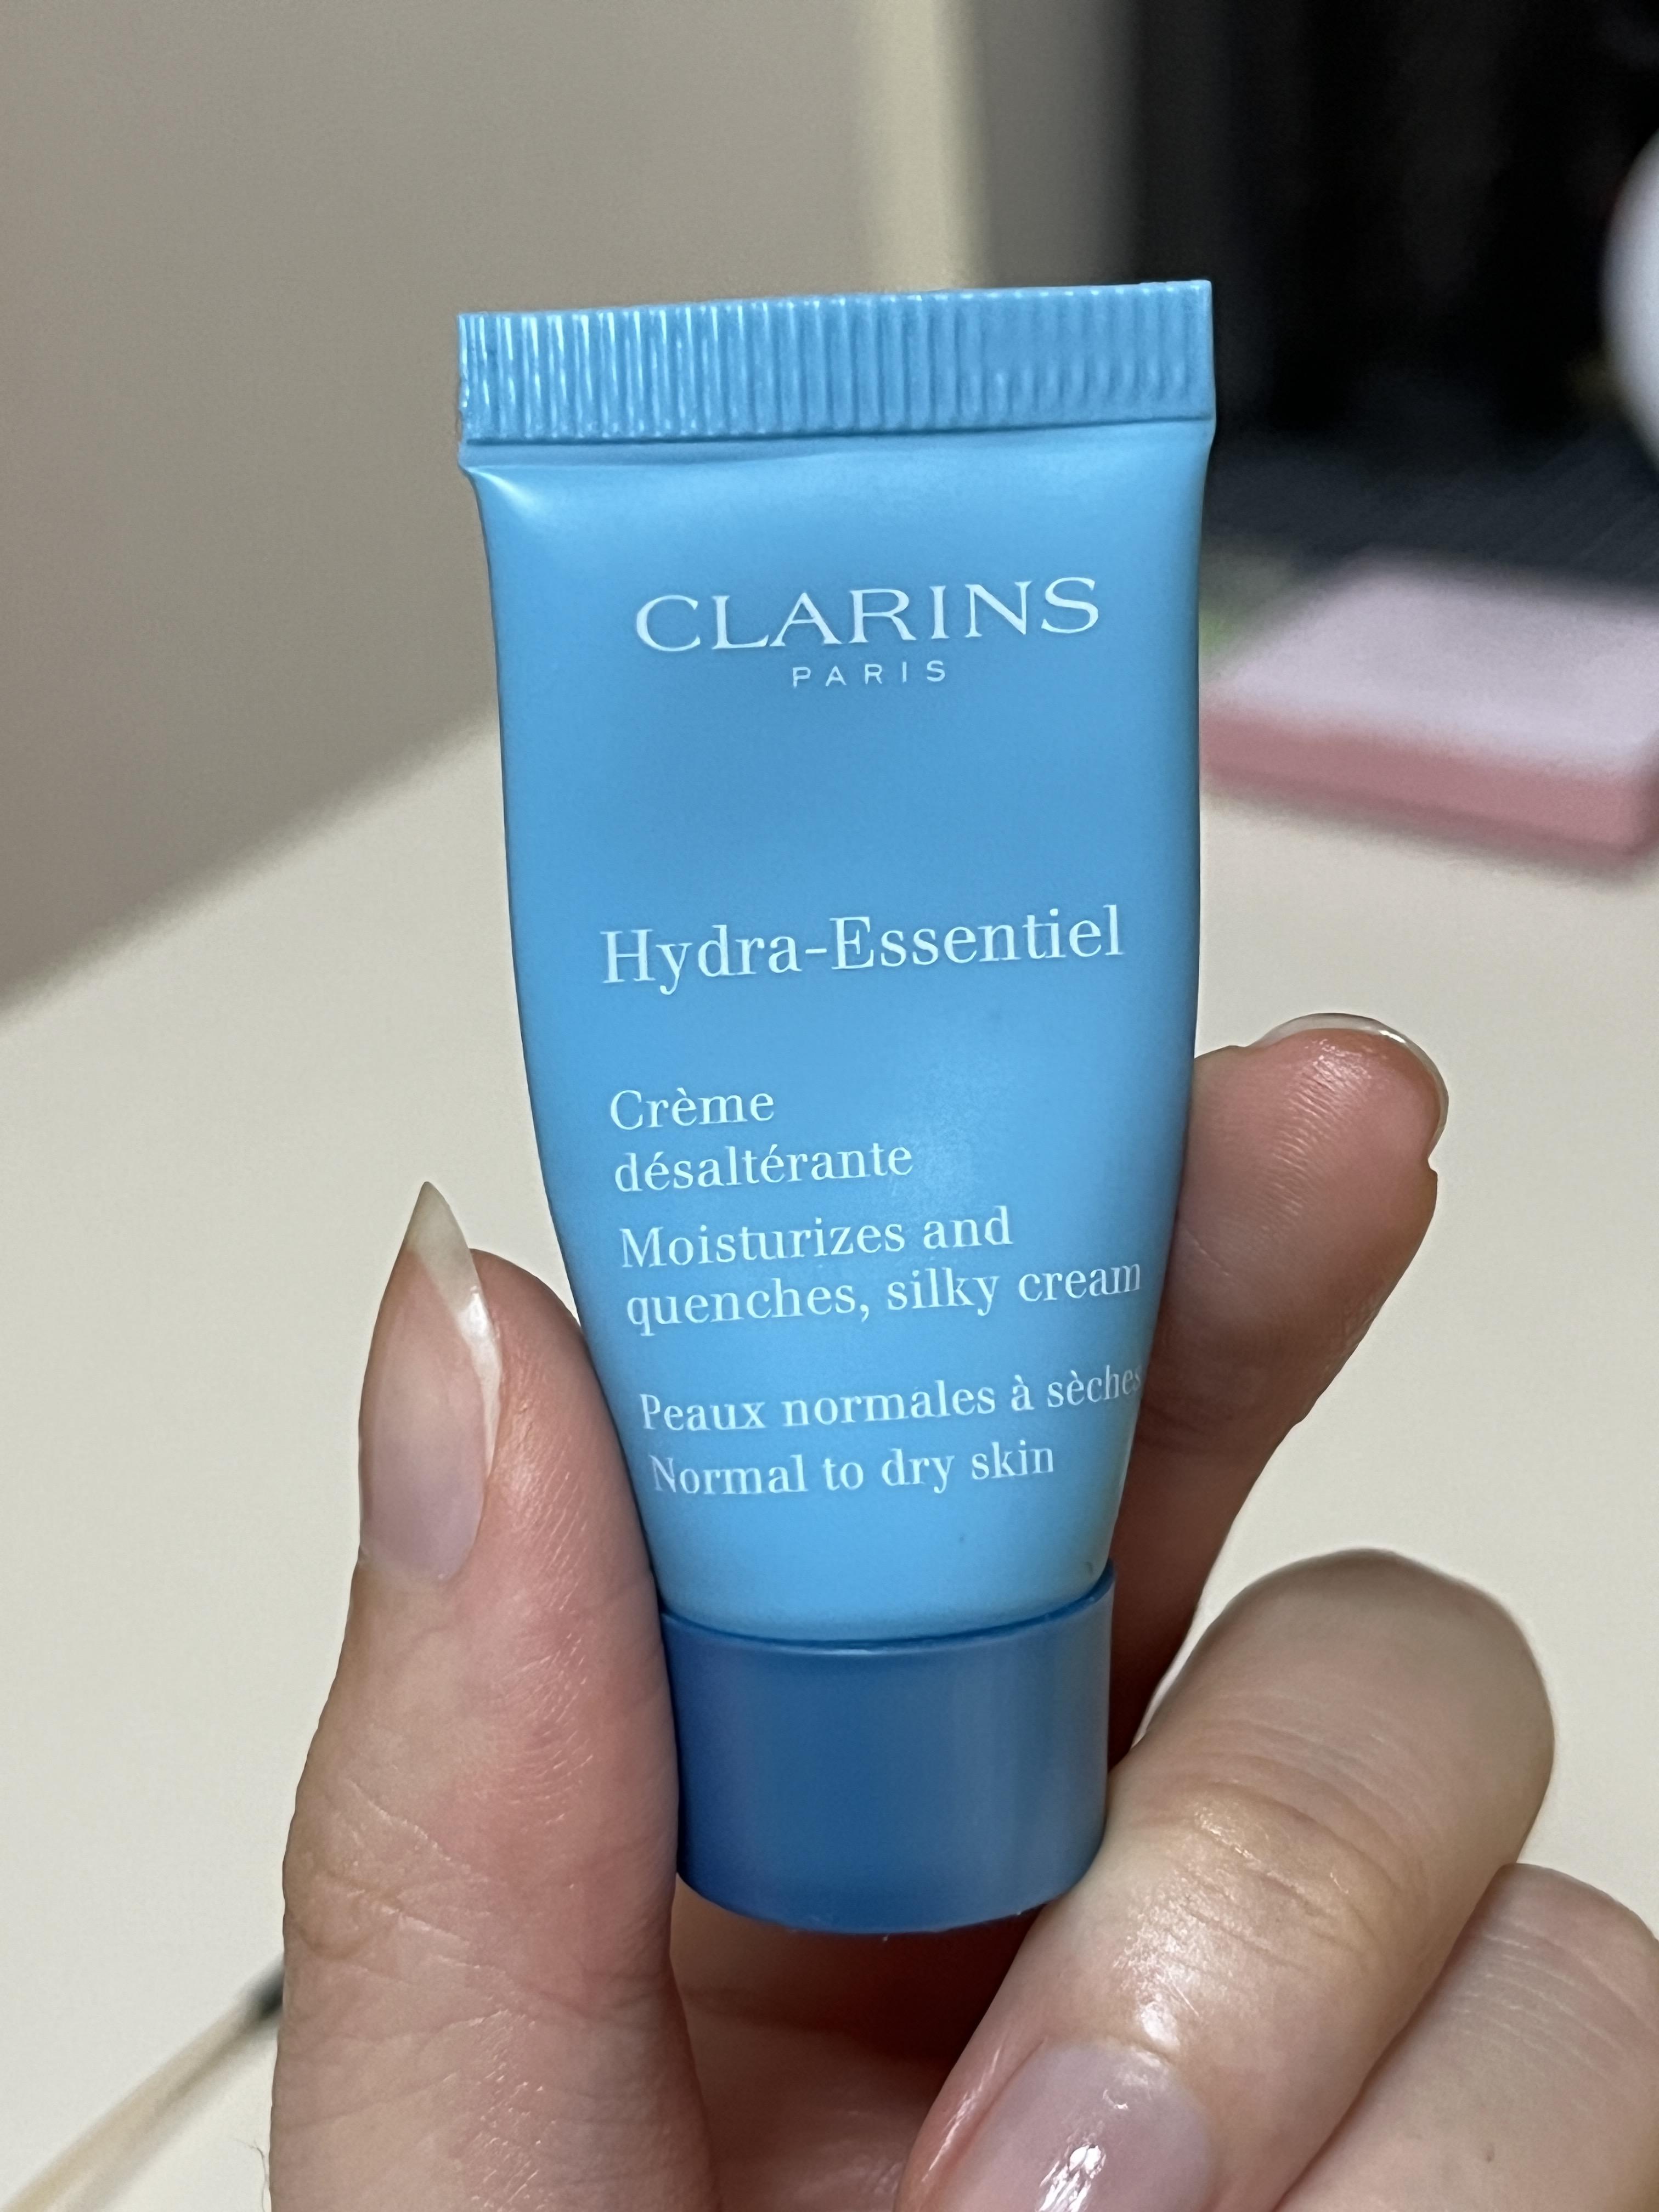 CLARINS
PARIS
Hydra-Essentiel
Crème
désaltérante
Moisturizes and
quenches, silky cream
Peaux normales à sèches
Normal to dry skin